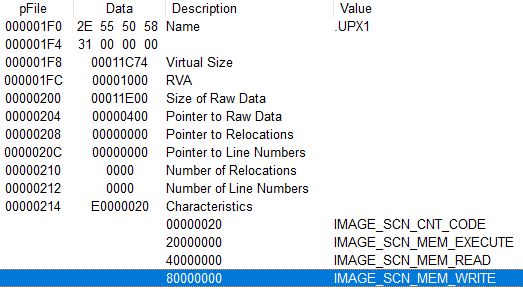 pFile Data Description Value
000001F0 2E 55 50 58 Name .UPX1
000001F4 31 00 00 00
000001F8 00011C74 Virtual Size
000001FC 00001000 RVA
00000200 00011E00 Size of Raw Data
00000204 00000400 Pointer to Raw Data
00000208 00000000 Pointer to Relocations
0000020C 00000000 Pointer to Line Numbers
00000210 0000 Number of Relocations
00000212 0000 Number of Line Numbers
00000214 E0000020 Characteristics
00000020 IMAGE_SCN_CNT_CODE
20000000 IMAGE_SCN_MEM_EXECUTE
40000000 IMAGE_SCN_MEM_READ
80000000 IMAGE_SCN_MEM_WRITE